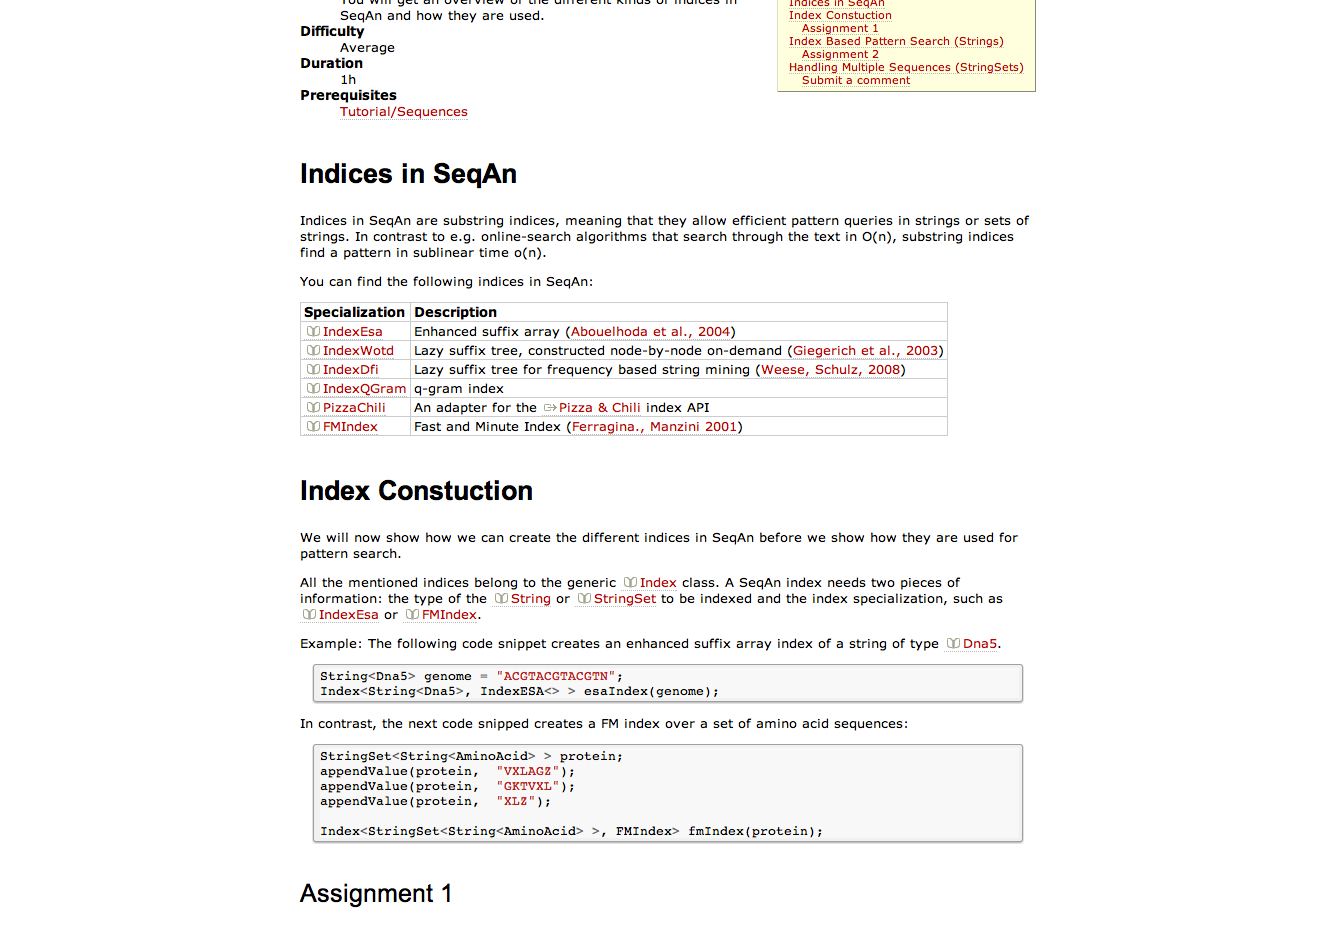 You will get an overview of the different kinds of indices in
SeqAn and how they are used.
Difficulty
Average
Duration
1h
Prerequisites
Tutorial/Sequences
Indices in SeqAn
Index Constuction
Assignment 1
Index Based Pattern Search (Strings)
Assignment 2
Handling Multiple Sequences (StringSets)
Submit a comment
Indices in SeqAn
Indices in SeqAn are substring indices, meaning that they allow efficient pattern queries in strings or sets of
strings. In contrast to e.g. online-search algorithms that search through the text in O(n), substring indices
find a pattern in sublinear time o(n).
You can find the following indices in SeqAn:
Specialization Description
IndexEsa Enhanced suffix array (Abouelhoda et al., 2004)
IndexWotd Lazy suffix tree, constructed node-by-node on-demand (Giegerich et al., 2003)
IndexDfi Lazy suffix tree for frequency based string mining (Weese, Schulz, 2008)
IndexQGram q-gram index
PizzaChili An adapter for the Pizza & Chili index API
FMIndex Fast and Minute Index (Ferragina., Manzini 2001)
Index Constuction
We will now show how we can create the different indices in SeqAn before we show how they are used for
pattern search.
All the mentioned indices belong to the generic Index class. A SeqAn index needs two pieces of
information: the type of the String or StringSet to be indexed and the index specialization, such as
IndexEsa or FMIndex.
Example: The following code snippet creates an enhanced suffix array index of a string of type Dna5.
String<Dna5> genome = "ACGTACGTACGTN";
Index<String<Dna5>, IndexESA<> > esaIndex(genome);
In contrast, the next code snipped creates a FM index over a set of amino acid sequences:
StringSet<String<AminoAcid> > protein;
appendValue(protein, "VXLAGZ");
appendValue(protein, "GKTVXL");
appendValue(protein, "XLZ");
Index<StringSet<String<AminoAcid> >, FMIndex> fmIndex(protein);
Assignment 1